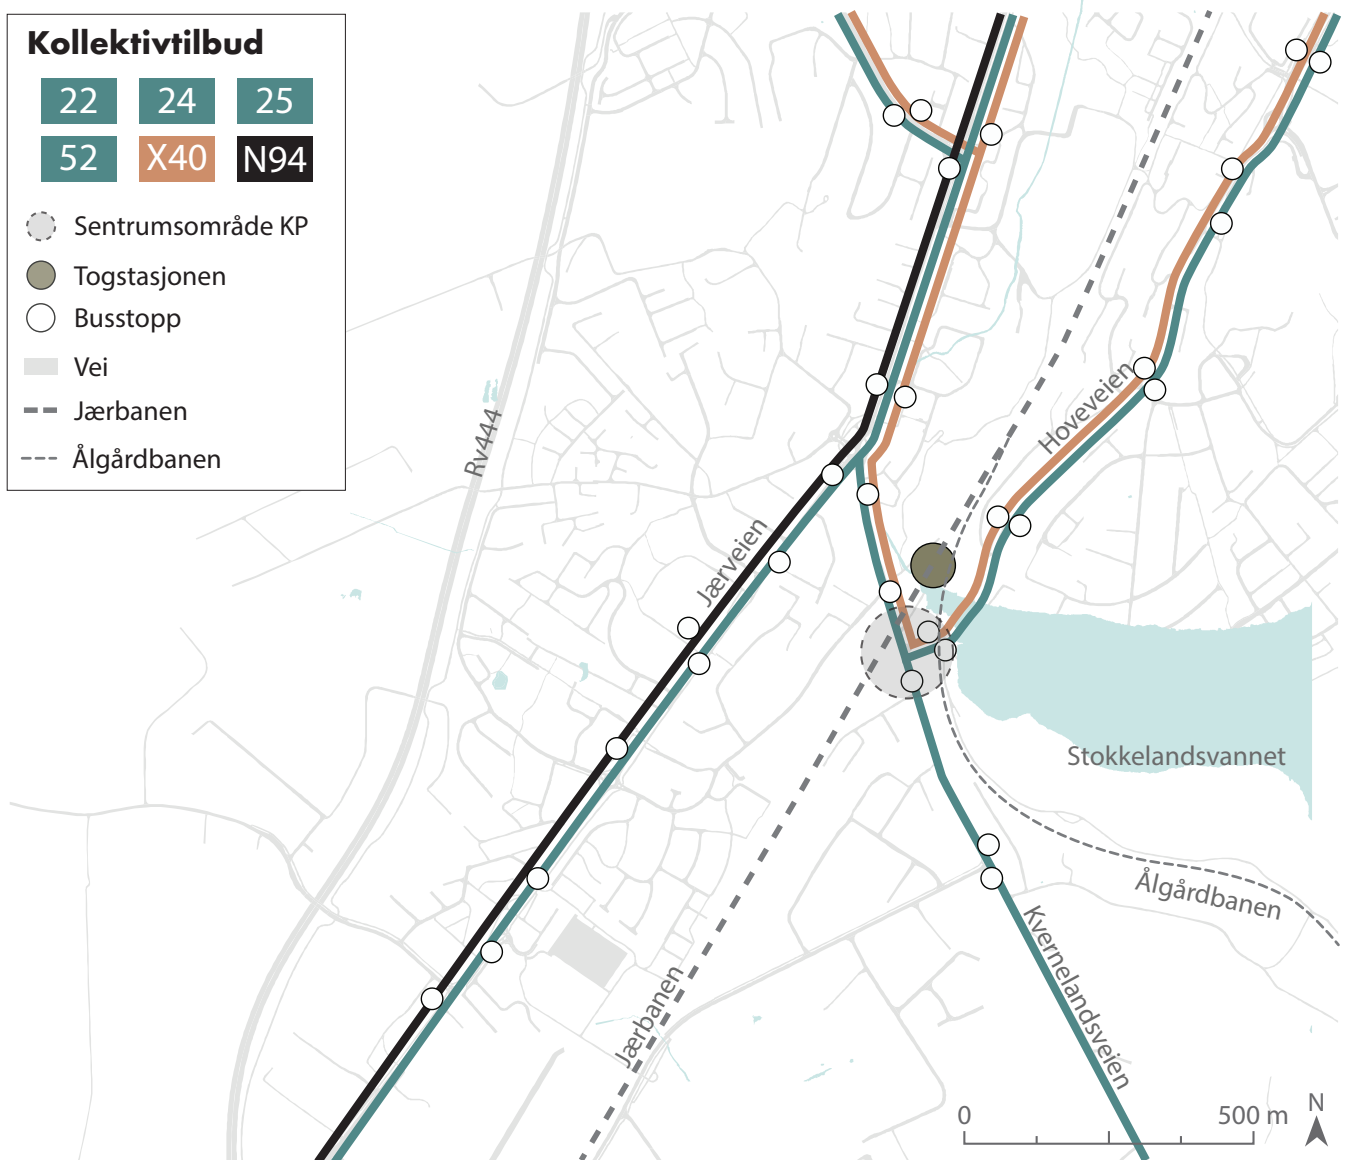 Kollektivtilbud
22 24 25
52 X40 N94
Sentrumsområde KP
Togstasjonen
Busstopp
Vei
Jærbanen
Ålgårdbanen
Rv444
Hoveveien
Jærveien
Stokkelandsvannet
Ålgårdbanen
Kvernelandsveien
Jærbanen
0 500 m
N